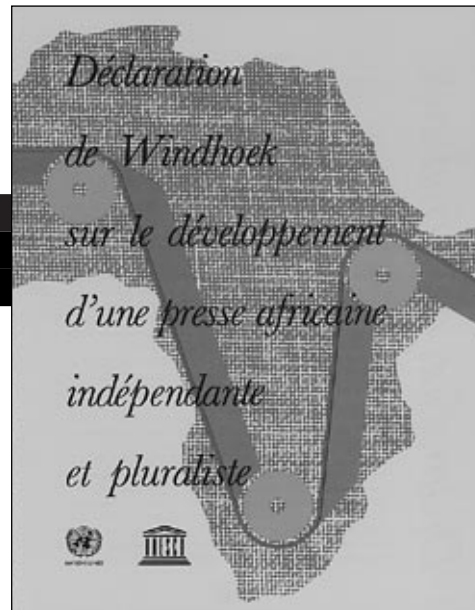 Déclaration
de Windhoek
sur le développement
d'une presse africaine
indépendante
et pluraliste